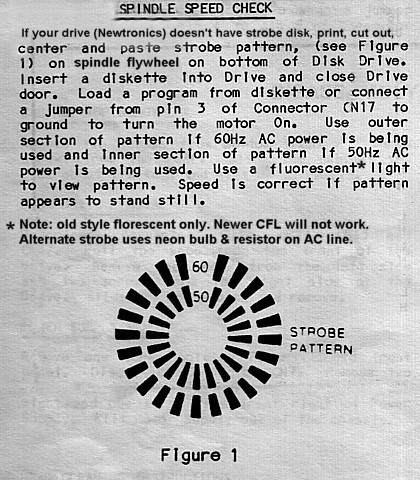 SPINDLE SPEED CHECK
If your drive (Newtronics) doesn't have strobe disk, print, cut out,
center and paste strobe pattern, (see Figure
1) on spindle flywheel on bottom of Disk Drive.
Insert a diskette into Drive and close Drive
door. Load a program from diskette or connect
a Jumper from pin 3 of Connector CN17 to
ground to turn the motor On. Use outer
section of pattern if 60Hz AC power is being
used and inner section of pattern if 50Hz AC
power is being used. Use a fluorescent* light
to view pattern. Speed is correct if pattern
appears to stand still.
* Note: old style florescent only. Newer CFL will not work.
Alternate strobe uses neon bulb & resistor on AC line.
60
50
STROBE
PATTERN
Figure 1